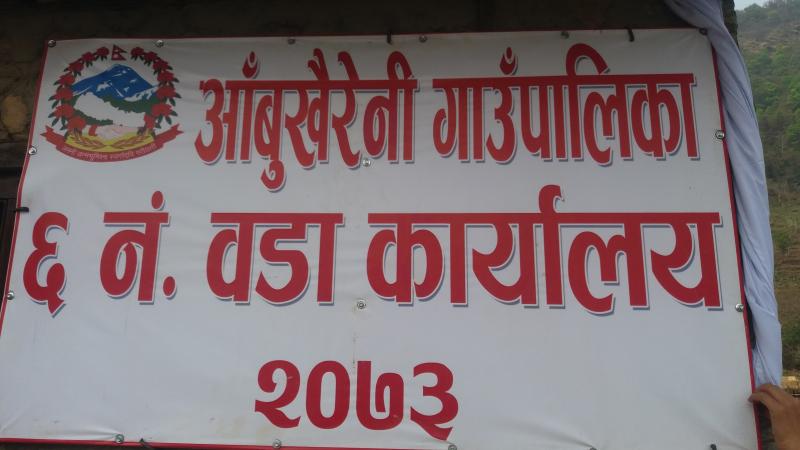 आँबुखैरेनी गाउँपालिका
६ नं. वडा कार्यालय
२०७३